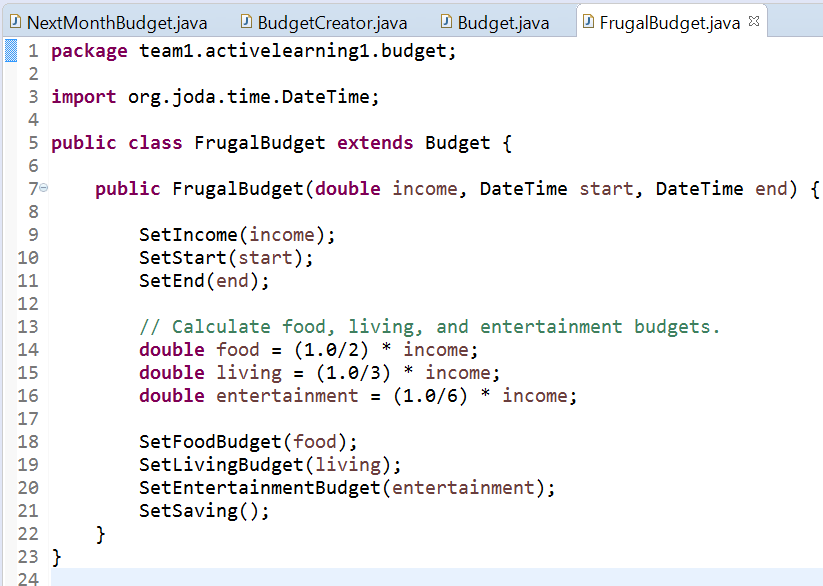 NextMonthBudget.java BudgetCreator.java Budget.java FrugalBudget.java
1 package team1.activelearning1.budget;
2
3 import org.joda.time.DateTime;
4
5 public class FrugalBudget extends Budget {
6
7 public FrugalBudget(double income, DateTime start, DateTime end) {
8
9 SetIncome(income);
10 SetStart(start);
11 SetEnd(end);
12
13 // Calculate food, living, and entertainment budgets.
14 double food = (1.0/2) * income;
15 double living = (1.0/3) * income;
16 double entertainment = (1.0/6) * income;
17
18 SetFoodBudget(food);
19 SetLivingBudget(living);
20 SetEntertainmentBudget(entertainment);
21 SetSaving();
22 }
23 }
24